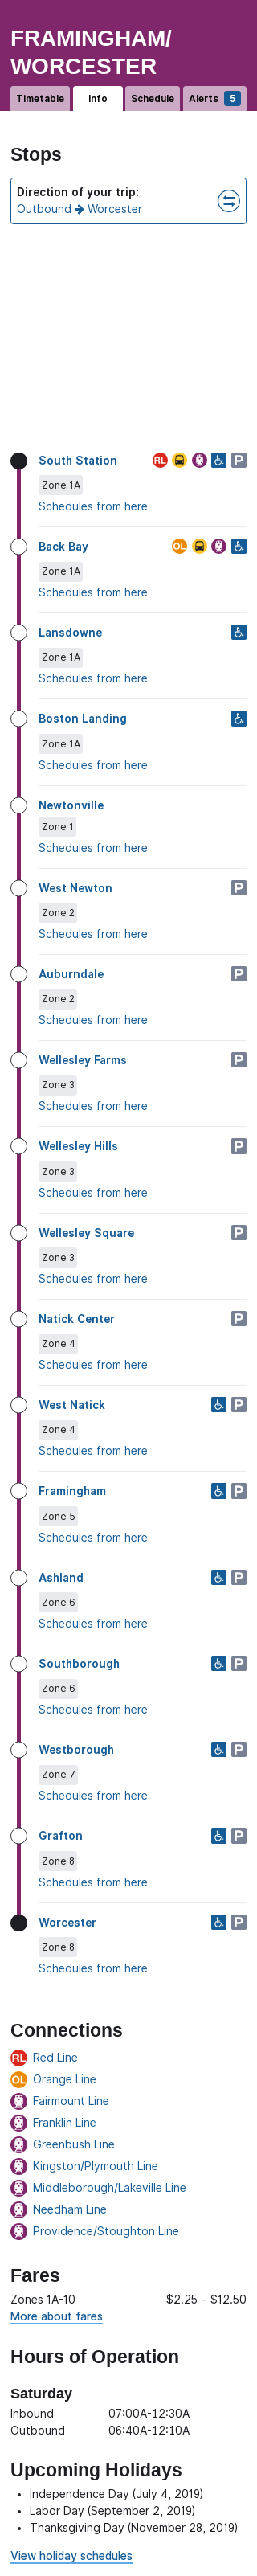 FRAMINGHAM/
WORCESTER
Timetable Info Schedule Alerts 5
Stops
Direction of your trip:
Outbound → Worcester
South Station RL P
Zone 1A
Schedules from here
Back Bay OL
Zone 1A
Schedules from here
Lansdowne
Zone 1A
Schedules from here
Boston Landing
Zone 1A
Schedules from here
Newtonville
Zone 1
Schedules from here
West Newton P
Zone 2
Schedules from here
Auburndale P
Zone 2
Schedules from here
Wellesley Farms P
Zone 3
Schedules from here
Wellesley Hills P
Zone 3
Schedules from here
Wellesley Square P
Zone 3
Schedules from here
Natick Center P
Zone 4
Schedules from here
West Natick P
Zone 4
Schedules from here
Framingham P
Zone 5
Schedules from here
Ashland P
Zone 6
Schedules from here
Southborough P
Zone 6
Schedules from here
Westborough P
Zone 7
Schedules from here
Grafton P
Zone 8
Schedules from here
Worcester P
Zone 8
Schedules from here
Connections
RL Red Line
OL Orange Line
Fairmount Line
Franklin Line
Greenbush Line
Kingston/Plymouth Line
Middleborough/Lakeville Line
Needham Line
Providence/Stoughton Line
Fares
Zones 1A-10 $2.25 – $12.50
More about fares
Hours of Operation
Saturday
Inbound 07:00A-12:30A
Outbound 06:40A-12:10A
Upcoming Holidays
• Independence Day (July 4, 2019)
• Labor Day (September 2, 2019)
• Thanksgiving Day (November 28, 2019)
View holiday schedules